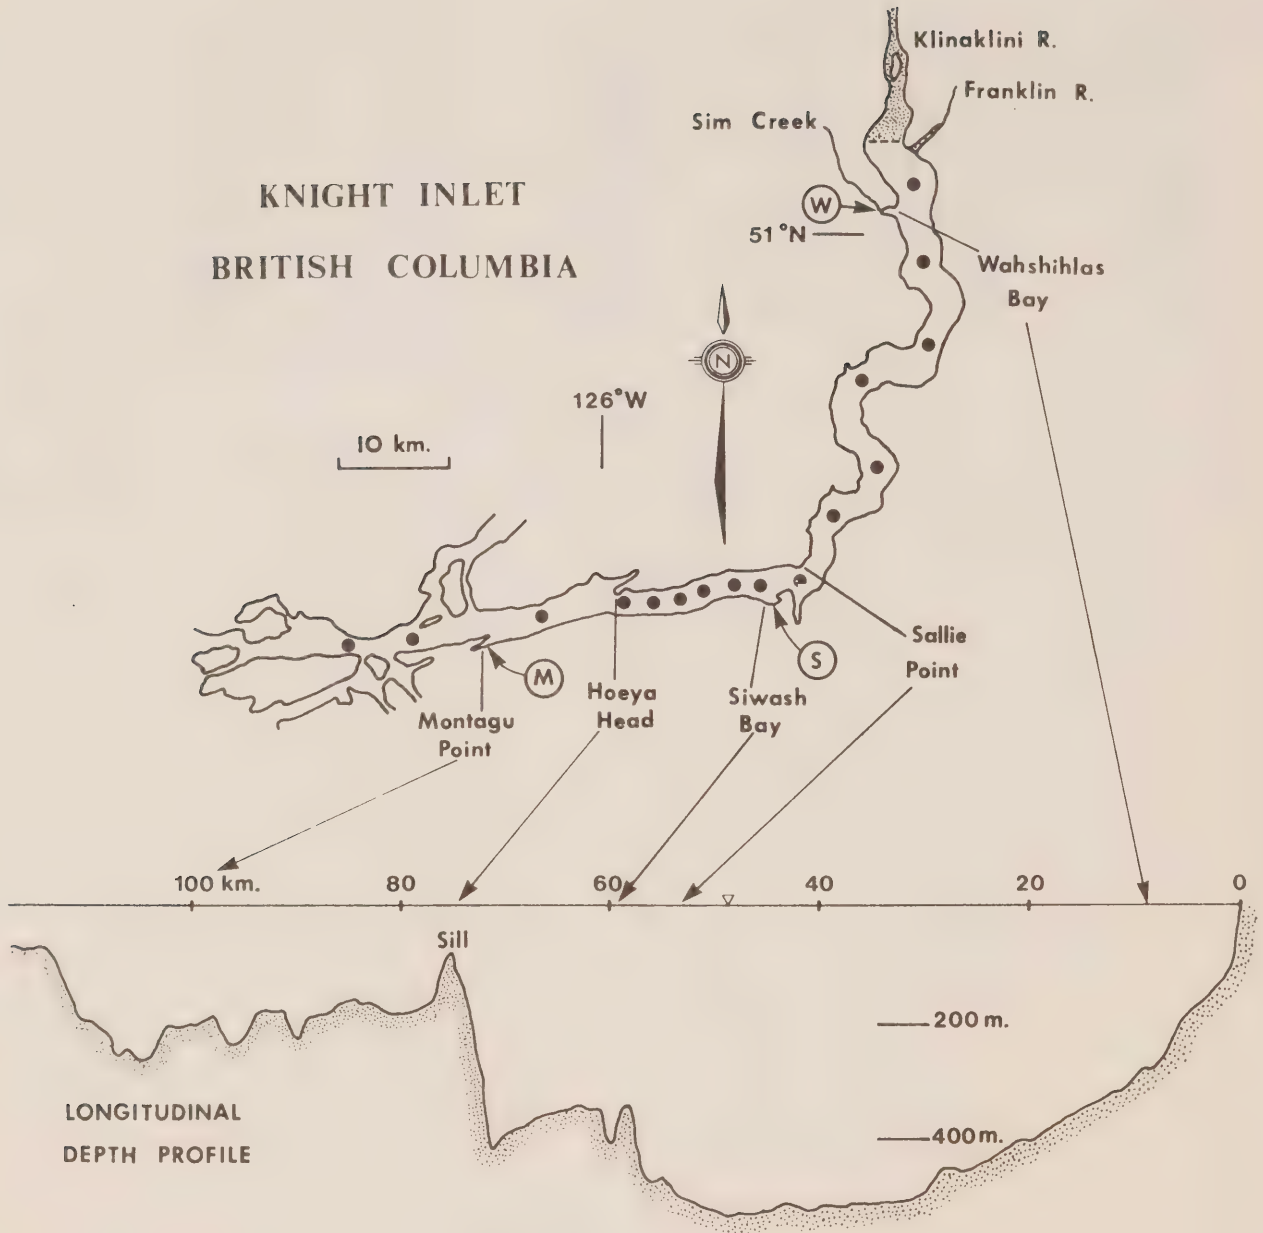 Klinaklini R.
Franklin R.
Sim Creek
KNIGHT INLET
BRITISH COLUMBIA
W
51°N
Wahshihlas
Bay
N
126°W
10 km.
Sallie
Point
S
M
Hoeya
Head
Siwash
Bay
Montagu
Point
100 km. 80 60 40 20 0
Sill
200 m.
400 m.
LONGITUDINAL
DEPTH PROFILE